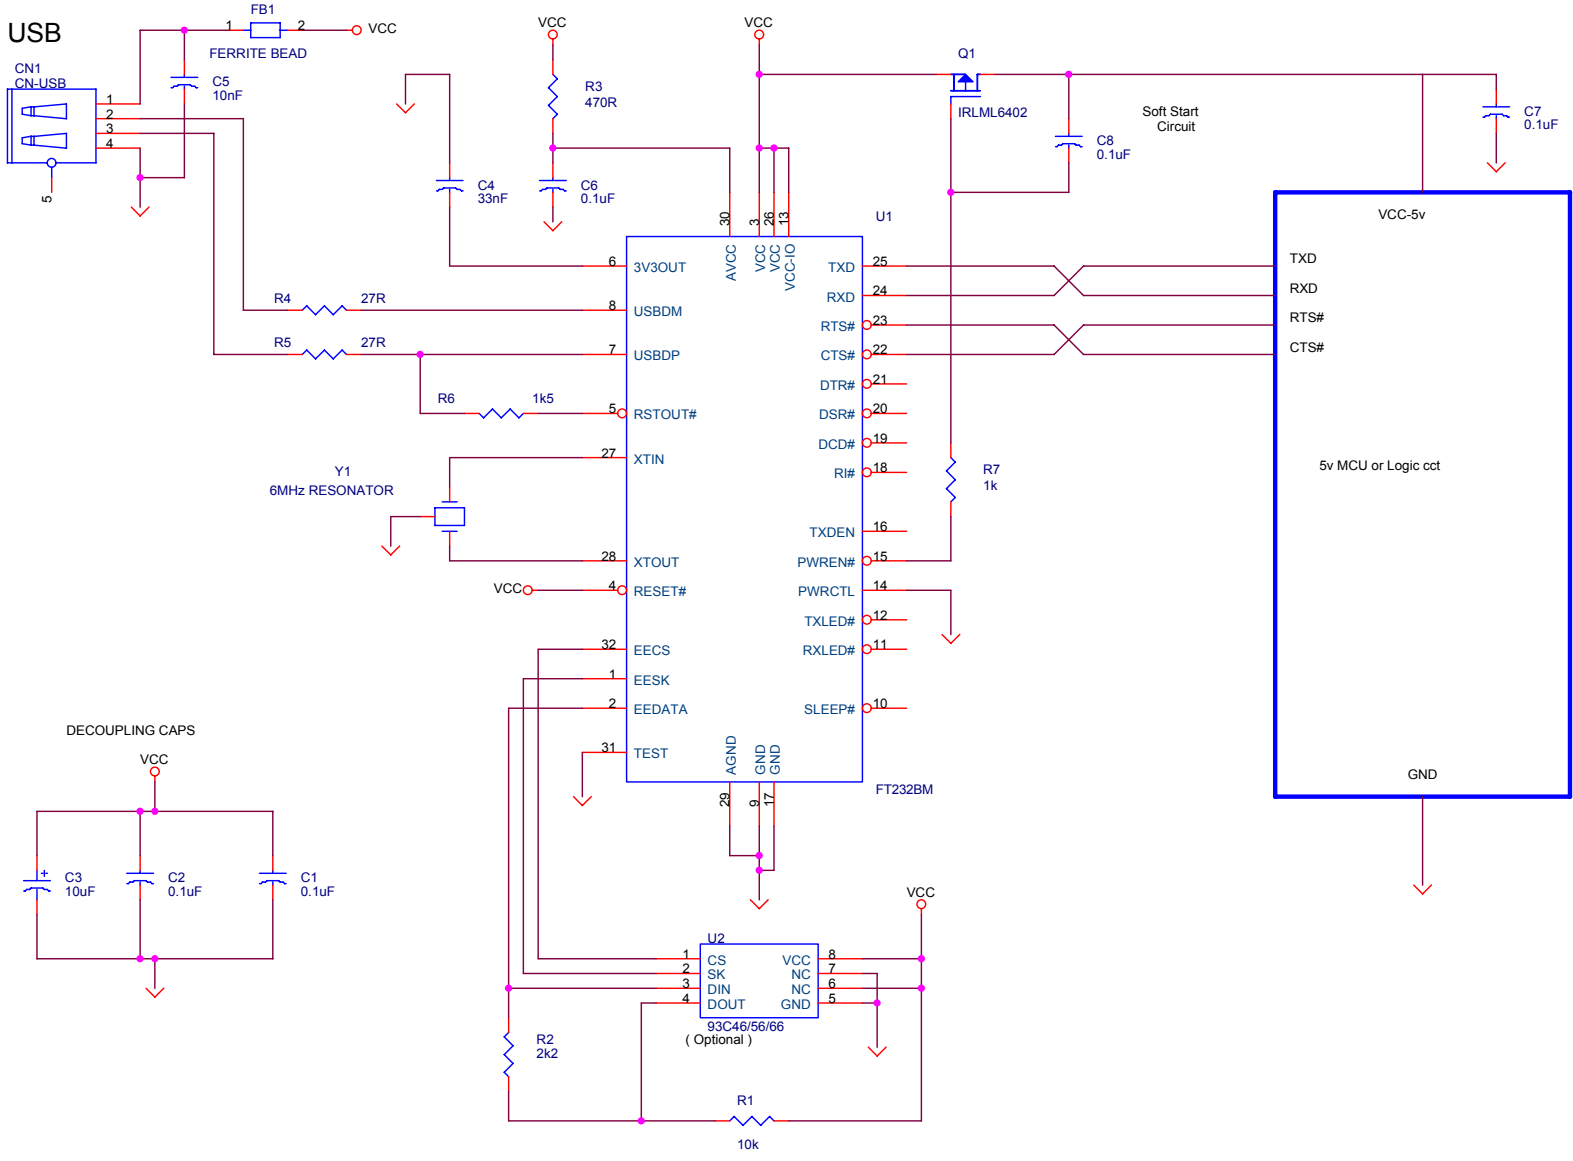 USB
CN1
CN-USB
1
2
3
4
5
FB1
1
2
VCC
FERRITE BEAD
C5
10nF
VCC
R3
470R
C4
33nF
C6
0.1uF
VCC
Q1
IRLML6402
C8
0.1uF
Soft Start
Circuit
C7
0.1uF
U1
30
3
26
13
AVCC
VCC
VCC
VCC-IO
6
3V3OUT
R4
27R
8
USBDM
R5
27R
7
USBDP
R6
1k5
5
RSTOUT#
27
XTIN
Y1
6MHz RESONATOR
28
XTOUT
VCC
4
RESET#
32
EECS
1
EESK
2
EEDATA
31
TEST
TXD
25
RXD
24
RTS#
23
CTS#
22
DTR#
21
DSR#
20
DCD#
19
RI#
18
TXDEN
16
PWREN#
15
PWRCTL
14
TXLED#
12
RXLED#
11
SLEEP#
10
R7
1k
AGND
GND
GND
29
9
17
FT232BM
VCC-5v
TXD
RXD
RTS#
CTS#
5v MCU or Logic cct
GND
DECOUPLING CAPS
VCC
C3
10uF
+
C2
0.1uF
C1
0.1uF
VCC
U2
1
CS
2
SK
3
DIN
4
DOUT
VCC
8
NC
7
NC
6
GND
5
93C46/56/66
( Optional )
R2
2k2
R1
10k